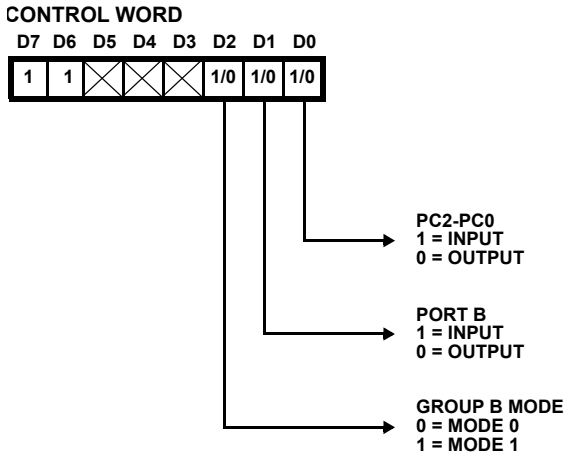 CONTROL WORD
D7 D6 D5 D4 D3 D2 D1 D0
1 1 1/0 1/0 1/0
PC2-PC0
1 = INPUT
0 = OUTPUT
PORT B
1 = INPUT
0 = OUTPUT
GROUP B MODE
0 = MODE 0
1 = MODE 1